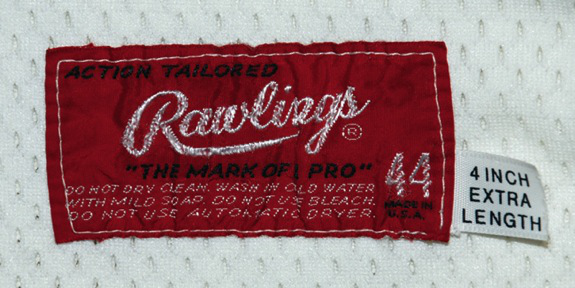 ACTION TAILORED
Rawlings ®
"THE MARK OF A PRO"
DO NOT DRY CLEAN. WASH IN COLD WATER
WITH MILD SOAP. DO NOT USE BLEACH.
DO NOT USE AUTOMATIC DRYER.
44
MADE IN
U.S.A.
4 INCH
EXTRA
LENGTH